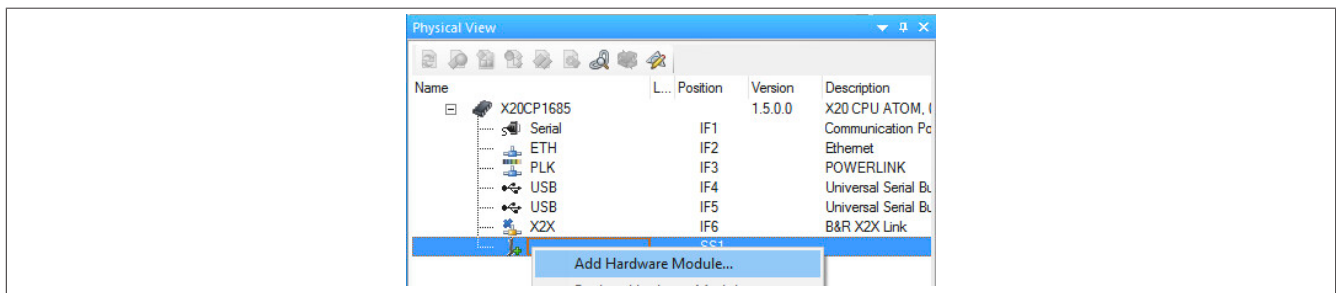 Physical View
Name L... Position Version Description
X20CP1685 1.5.0.0 X20 CPU ATOM,
Serial IF1 Communication Po
ETH IF2 Ethernet
PLK IF3 POWERLINK
USB IF4 Universal Serial Bu
USB IF5 Universal Serial Bu
X2X IF6 B&R X2X Link
SS1
Add Hardware Module...